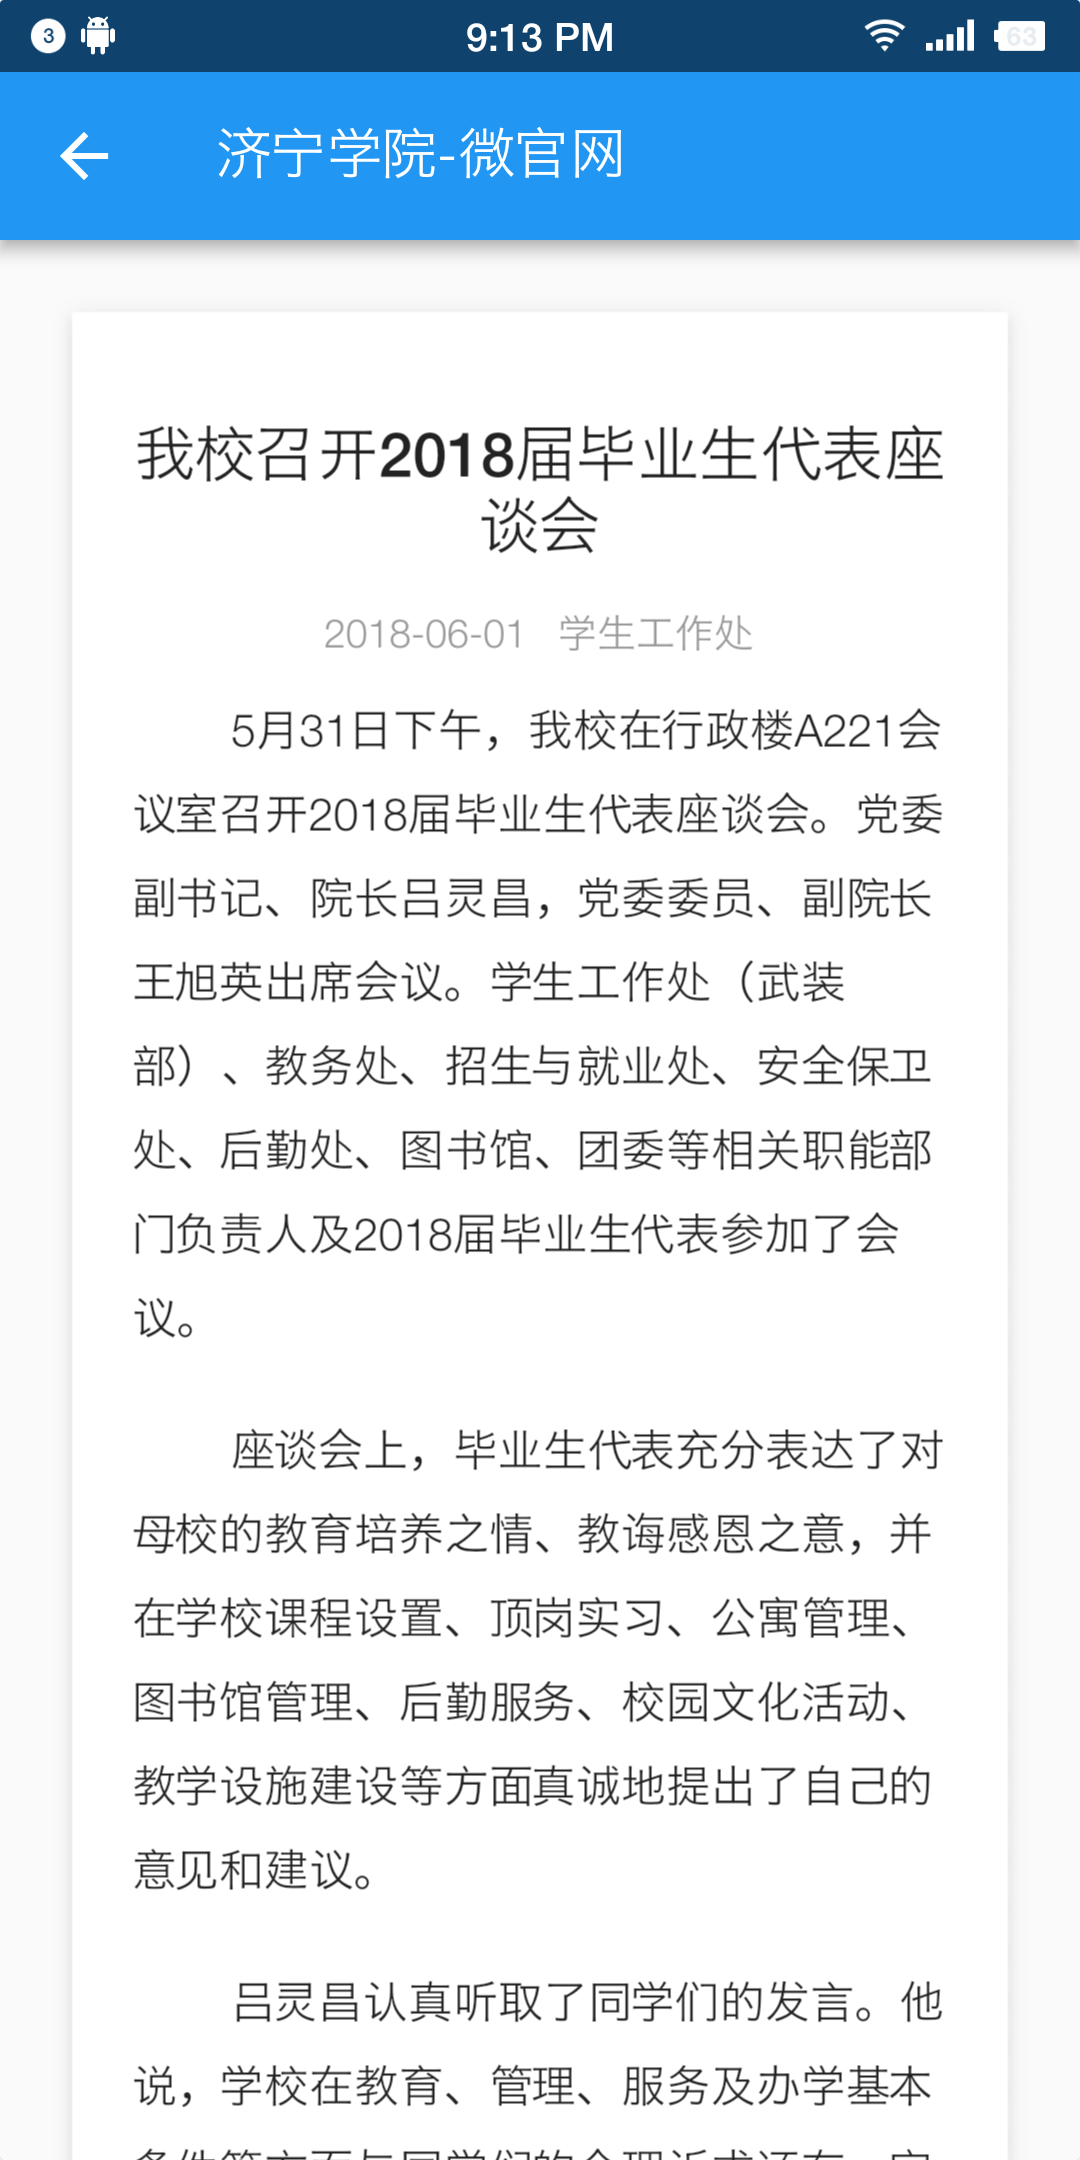 3
9:13 PM
63
济宁学院-微官网
我校召开2018届毕业生代表座
谈会
2018-06-01 学生工作处
5月31日下午，我校在行政楼A221会
议室召开2018届毕业生代表座谈会。党委
副书记、院长吕灵昌，党委委员、副院长
王旭英出席会议。学生工作处（武装
部）、教务处、招生与就业处、安全保卫
处、后勤处、图书馆、团委等相关职能部
门负责人及2018届毕业生代表参加了会
议。
座谈会上，毕业生代表充分表达了对
母校的教育培养之情、教诲感恩之意，并
在学校课程设置、顶岗实习、公寓管理、
图书馆管理、后勤服务、校园文化活动、
教学设施建设等方面真诚地提出了自己的
意见和建议。
吕灵昌认真听取了同学们的发言。他
说，学校在教育、管理、服务及办学基本